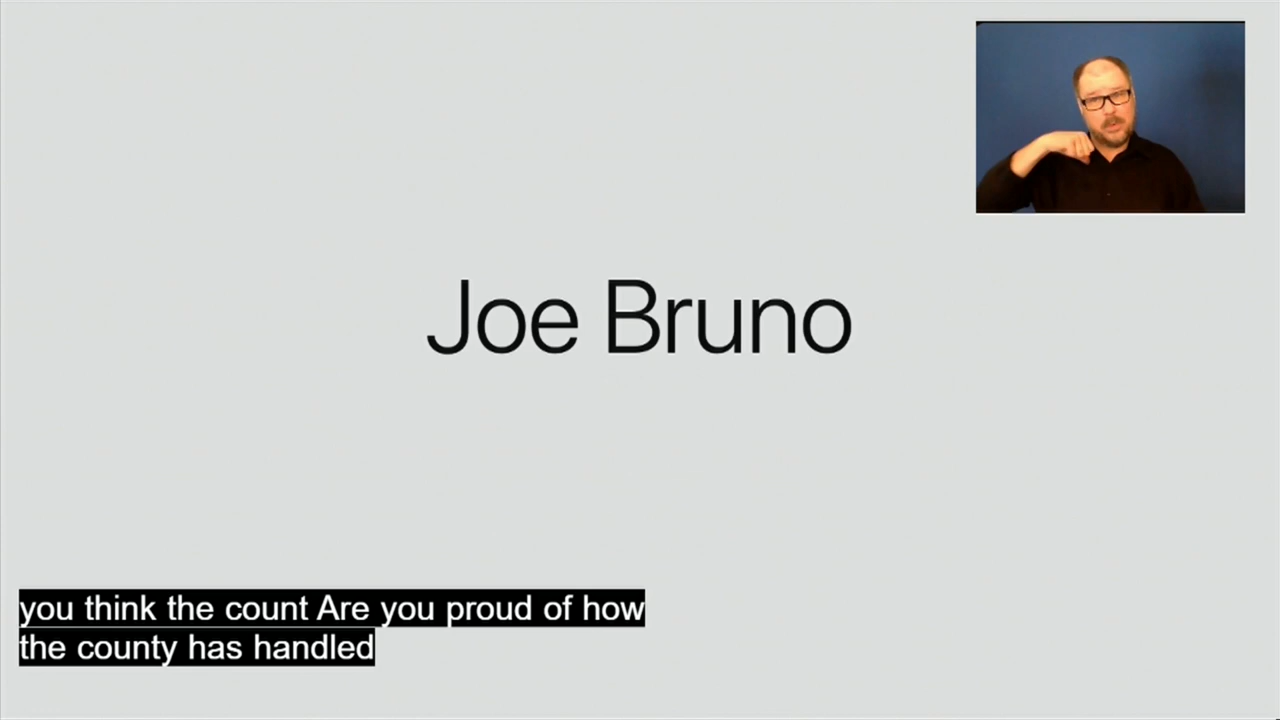 Joe Bruno
you think the count Are you proud of how
the county has handled